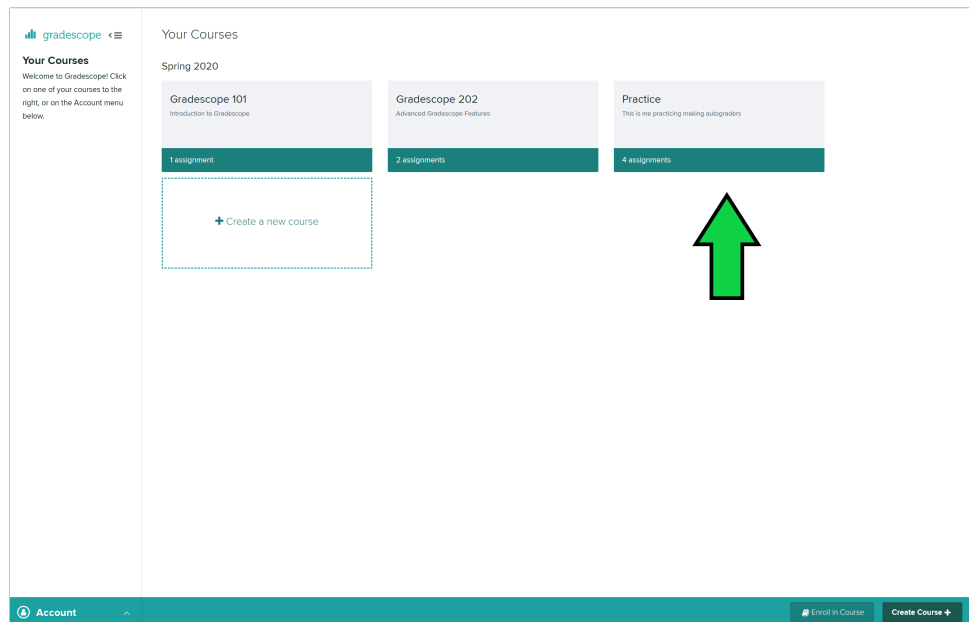 gradescope
Your Courses
Welcome to Gradescope! Click
on one of your courses to the
right, or on the Account menu
below.
Your Courses
Spring 2020
Gradescope 101
Introduction to Gradescope
1 assignment
Gradescope 202
Advanced Gradescope Features
2 assignments
Practice
This is me practicing making autograders
4 assignments
+ Create a new course
Account
Enroll in Course
Create Course +